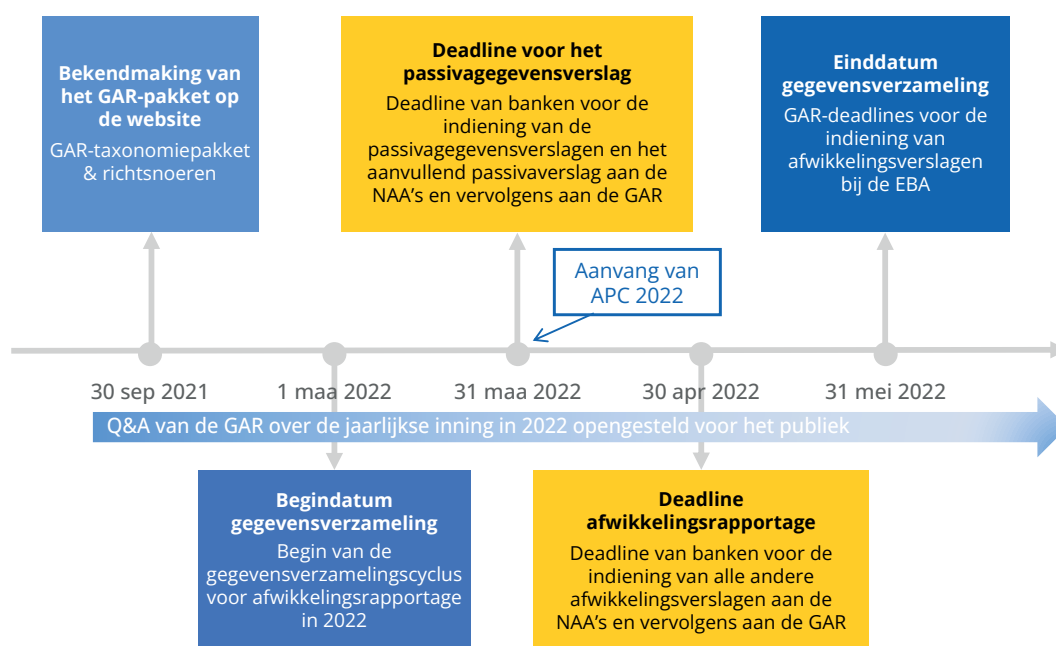 Bekendmaking van
het GAR-pakket op
de website
GAR-taxonomiepakket
& richtsnoeren
Deadline voor het
passivagegevensverslag
Deadline van banken voor de
indiening van de
passivagegevensverslagen en het
aanvullend passivaverslag aan de
NAA's en vervolgens aan de GAR
Einddatum
gegevensverzameling
GAR-deadlines voor de
indiening van
afwikkelingsverslagen
bij de EBA
Aanvang van
APC 2022
30 sep 2021
1 maa 2022
31 maa 2022
30 apr 2022
31 mei 2022
Q&A van de GAR over de jaarlijkse inning in 2022 opengesteld voor het publiek
Begindatum
gegevensverzameling
Begin van de
gegevensverzamelingscyclus
voor afwikkelingsrapportage
in 2022
Deadline
afwikkelingsrapportage
Deadline van banken voor de
indiening van alle andere
afwikkelingsverslagen aan de
NAA's en vervolgens aan de GAR